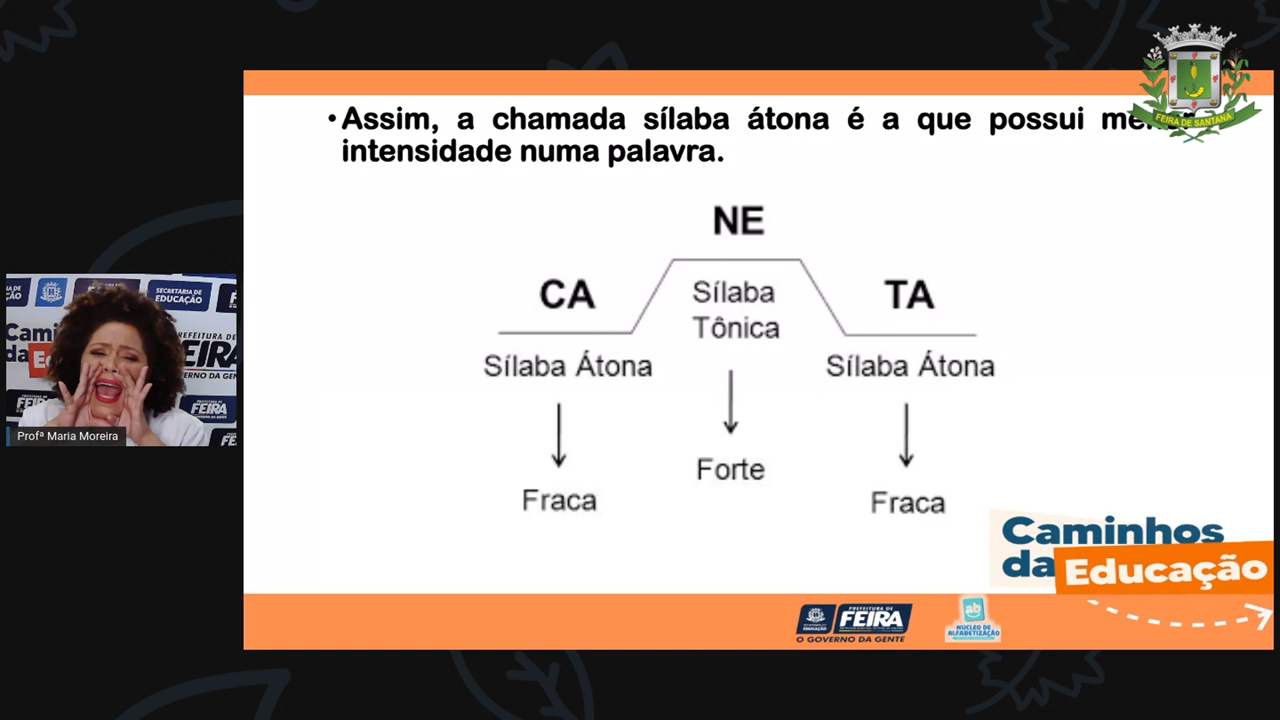 • Assim, a chamada sílaba átona é a que possui
intensidade numa palavra.
NE
CA
Sílaba
Tônica
TA
Sílaba Átona
Sílaba Átona
Forte
Fraca
Fraca
FEIRA DE SANTANA
SECRETARIA DE
EDUCAÇÃO
FEIRA
Profª Maria Moreira
Caminhos
da Educação
PREFEITURA DE
FEIRA
O GOVERNO DA GENTE
ab
NÚCLEO DE
ALFABETIZAÇÃO